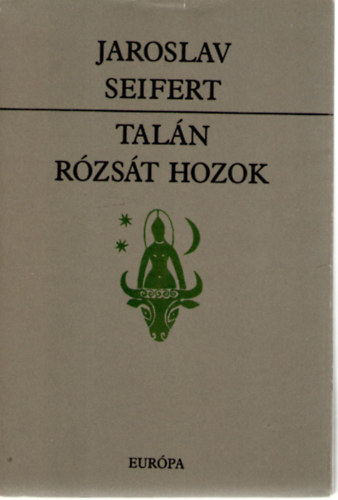 JAROSLAV
SEIFERT
TALÁN
RÓZSÁT HOZOK
EURÓPA